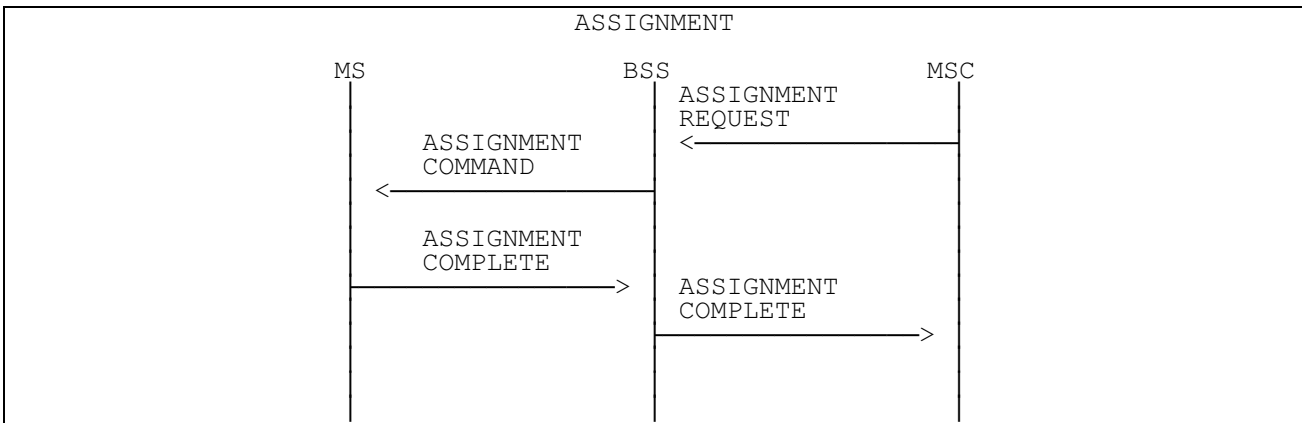 ASSIGNMENT
MS BSS MSC
ASSIGNMENT
REQUEST
ASSIGNMENT
COMMAND
ASSIGNMENT
COMPLETE
ASSIGNMENT
COMPLETE